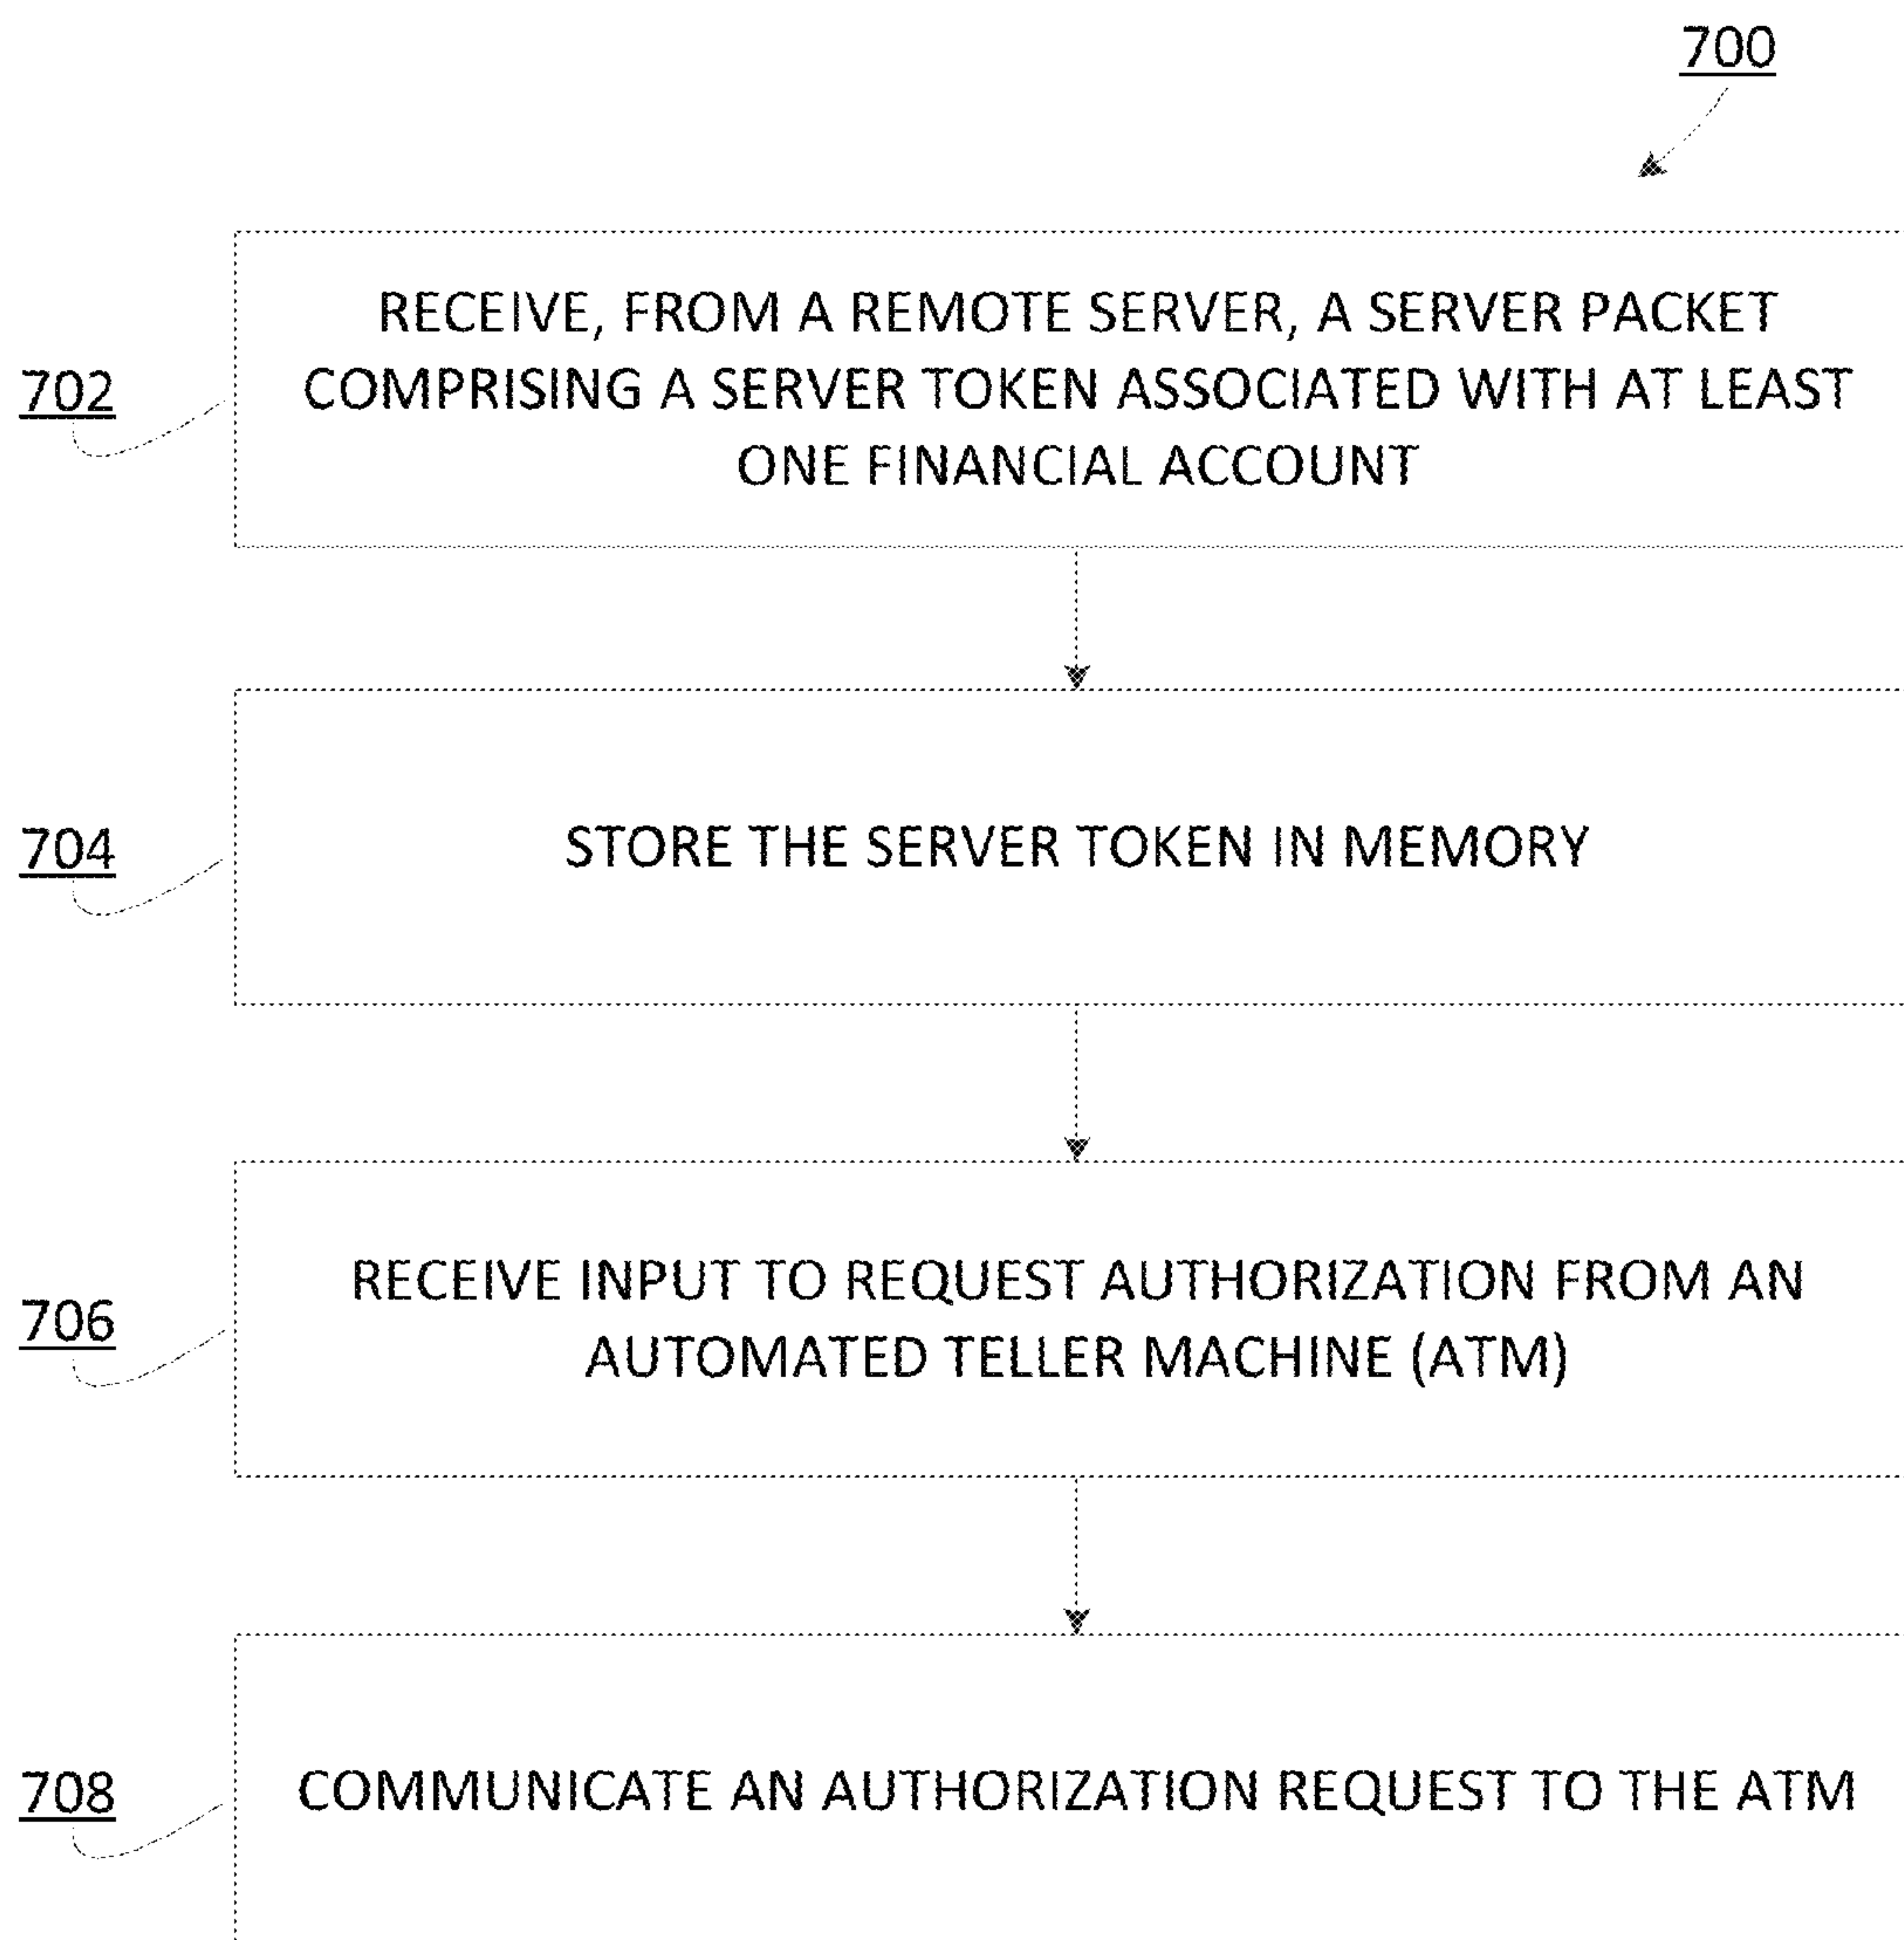 700
702
RECEIVE, FROM A REMOTE SERVER, A SERVER PACKET
COMPRISING A SERVER TOKEN ASSOCIATED WITH AT LEAST
ONE FINANCIAL ACCOUNT
704
STORE THE SERVER TOKEN IN MEMORY
706
RECEIVE INPUT TO REQUEST AUTHORIZATION FROM AN
AUTOMATED TELLER MACHINE (ATM)
708
COMMUNICATE AN AUTHORIZATION REQUEST TO THE ATM